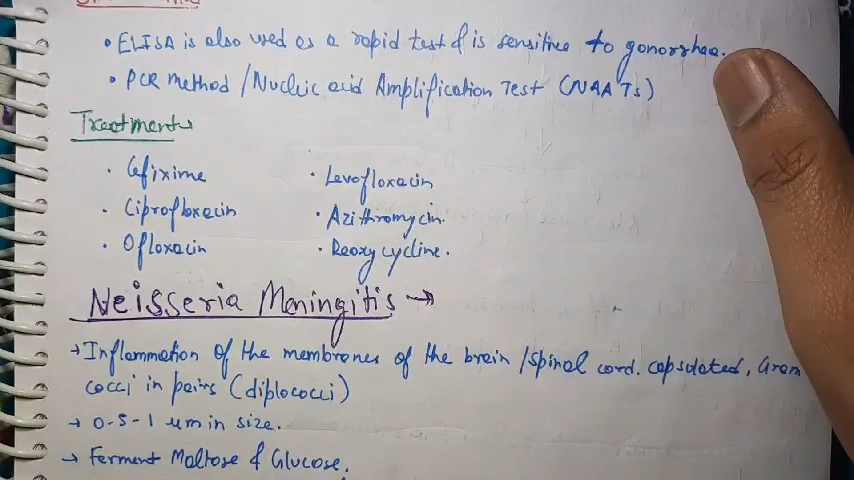 • ELISA is also used as a rapid test & is sensitive to gonorrhea.
• PCR method / Nucleic acid Amplification Test (NAATs)
Treatment→
• Cefixime • Levofloxacin
• Ciprofloxacin • Azithromycin.
• Ofloxacin • Deoxycycline.
Neisseria Meningitis →
→ Inflammation of the membranes of the brain / spinal cord. capsulated, Gram
cocci in pairs (diplococci)
→ 0.5-1 µm in size.
→ Ferment Maltose & Glucose.